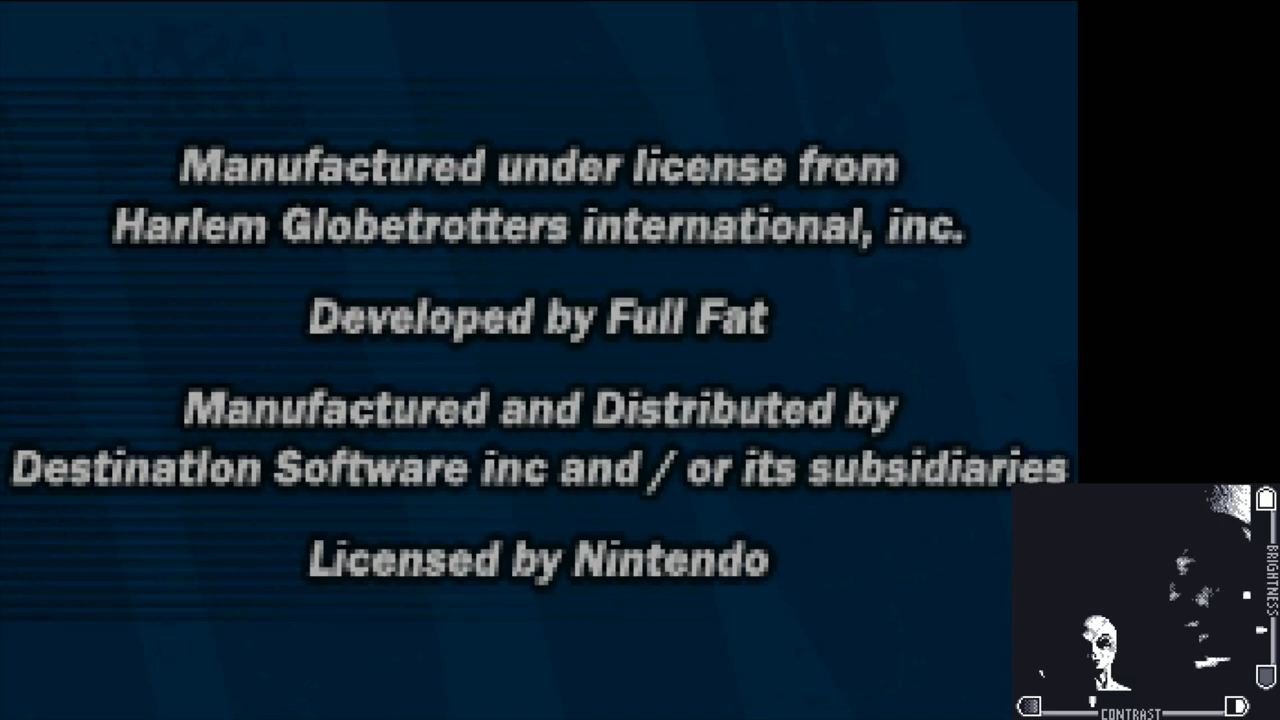 Manufactured under license from
Harlem Globetrotters international, inc.
Developed by Full Fat
Manufactured and Distributed by
Destination Software inc and / or its subsidiaries
Licensed by Nintendo
BRIGHTNESS
CONTRAST